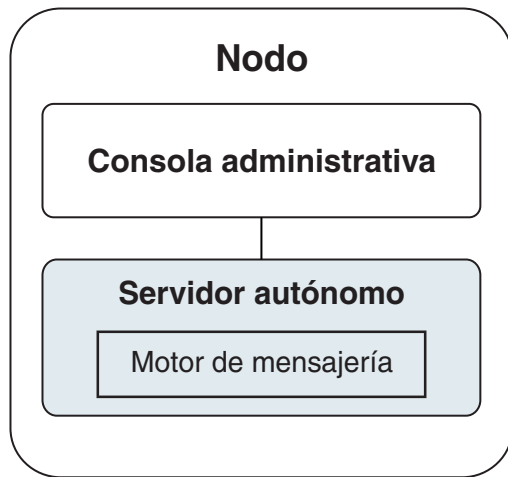 Nodo
Consola administrativa
Servidor autónomo
Motor de mensajería